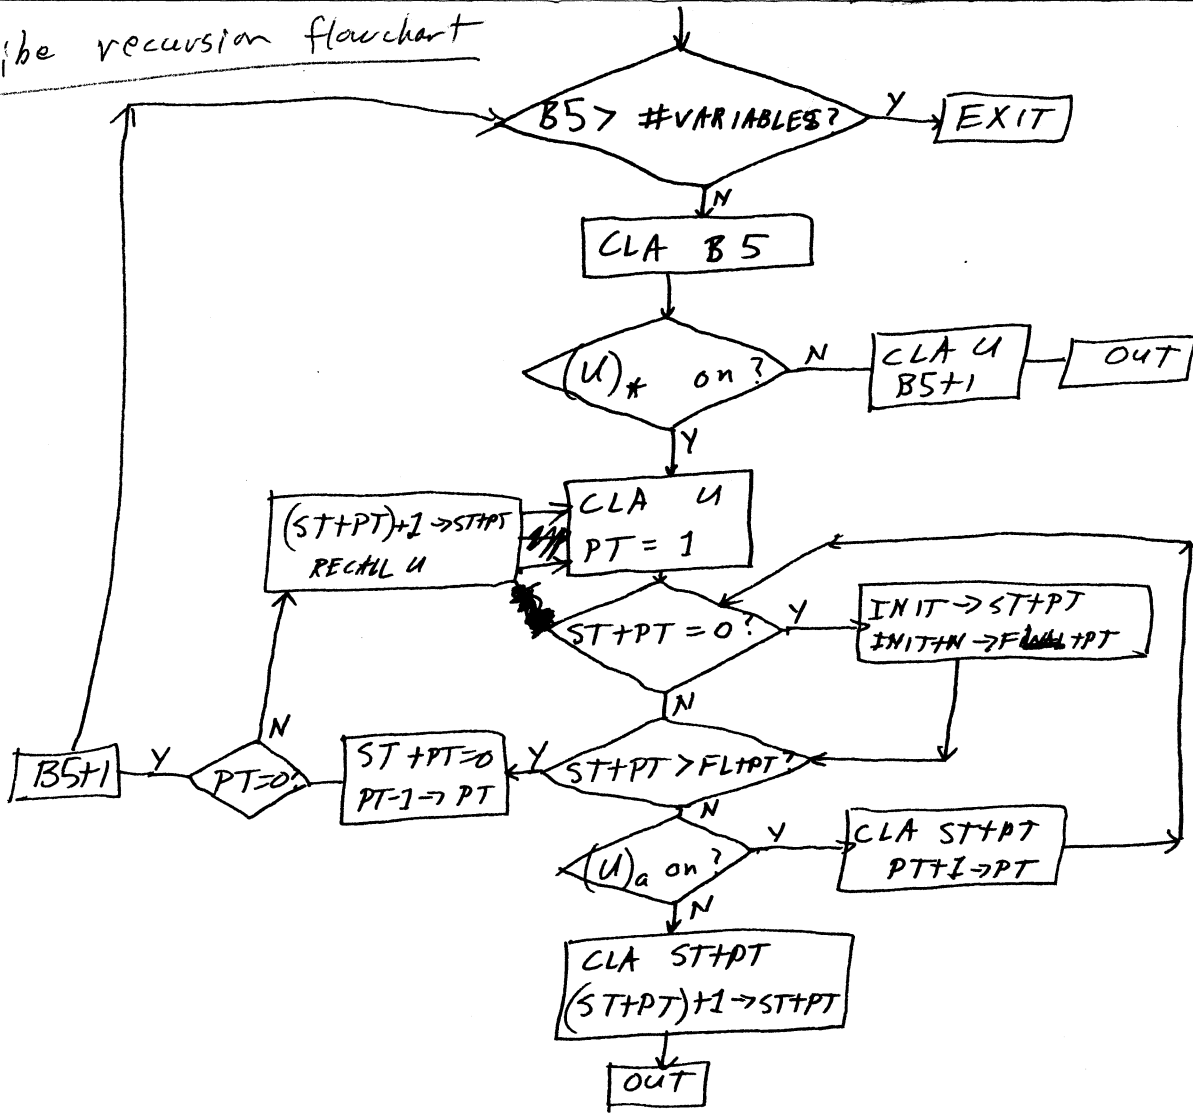 ibe recursion flowchart
B5 > #VARIABLES?
Y
EXIT
N
CLA B5
(U)* on?
N
CLA U
B5+1
OUT
Y
(ST+PT)+1→ST+PT
RECALL U
CLA U
PT = 1
ST+PT = 0?
Y
INIT→ST+PT
INIT+N→F +PT
N
N
B5+1
Y
PT=0?
ST+PT=0
PT-1→PT
Y
ST+PT > FL+PT?
N
(U)a on?
Y
CLA ST+PT
PT+1→PT
N
CLA ST+PT
(ST+PT)+1→ST+PT
OUT